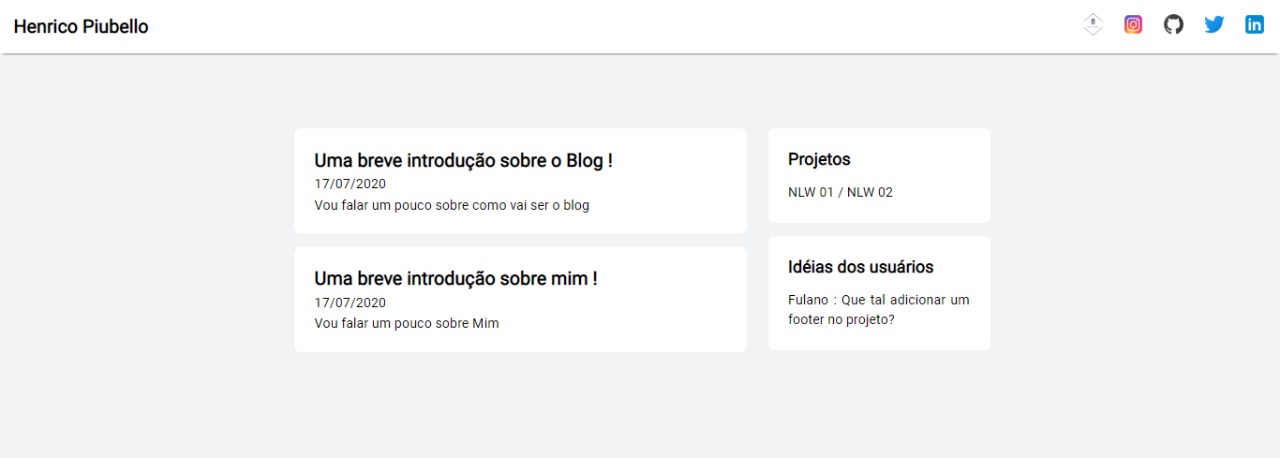 Henrico Piubello
Uma breve introdução sobre o Blog !
17/07/2020
Vou falar um pouco sobre como vai ser o blog
Uma breve introdução sobre mim !
17/07/2020
Vou falar um pouco sobre Mim
Projetos
NLW 01 / NLW 02
Idéias dos usuários
Fulano : Que tal adicionar um
footer no projeto?